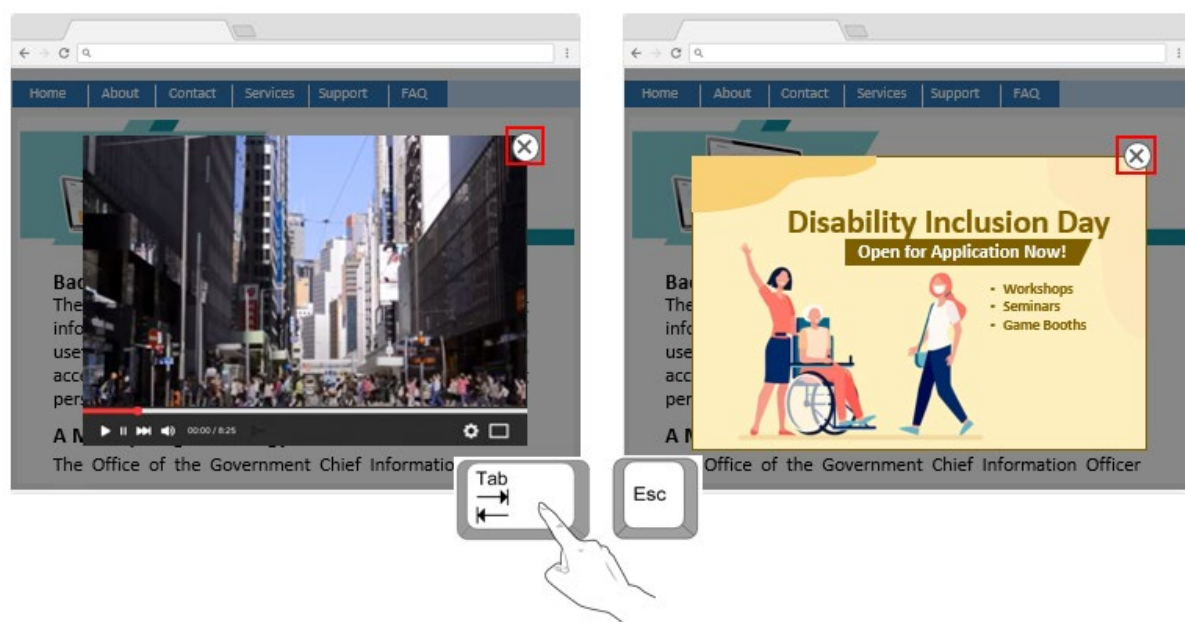 Home About Contact Services Support FAQ
00:00 / 8:25
The Office of the Government Chief
Home About Contact Services Support FAQ
Disability Inclusion Day
Open for Application Now!
- Workshops
- Seminars
- Game Booths
Office of the Government Chief Information Officer
Tab
Esc